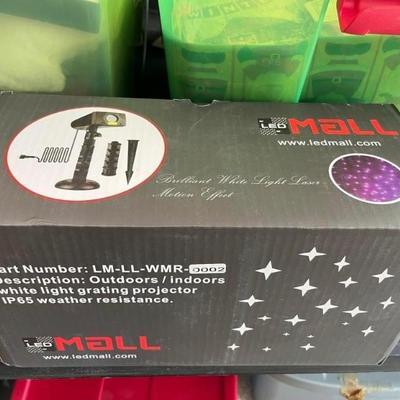 LED MALL
www.ledmall.com
Brilliant White Light Laser
Motion Effect
art Number: LM-LL-WMR-0002
escription: Outdoors / indoors
white light grating projector
IP65 weather resistance.
LED MALL
www.ledmall.com